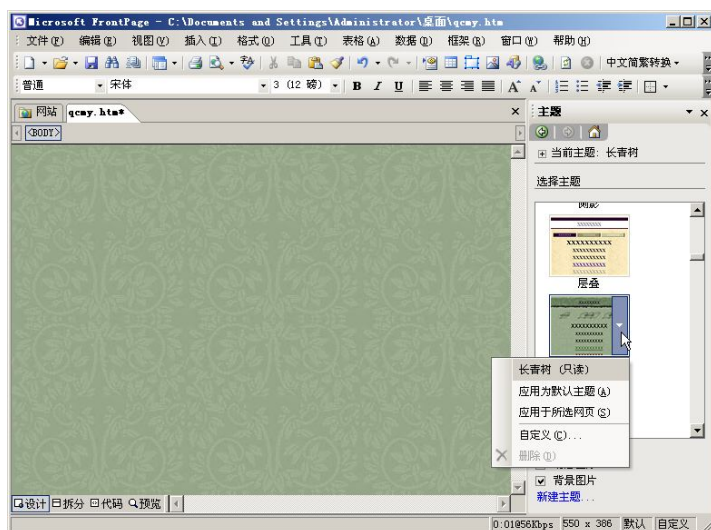 Microsoft FrontPage - C:\Documents and Settings\Administrator\桌面\qcmy.htm
文件(F) 编辑(E) 视图(V) 插入(I) 格式(O) 工具(T) 表格(A) 数据(D) 框架(R) 窗口(W) 帮助(H)
中文简繁转换
普通 宋体 3 (12 磅) B I U A A
网站 qcmy.htm*
<BODY>
主题
当前主题: 长青树
选择主题
阴影
XXXXXXXXXX
层叠
XXXXXXXXXX
长青树 (只读)
应用为默认主题(A)
应用于所选网页(S)
自定义(C)...
删除(D)
背景图片
新建主题...
设计 拆分 代码 预览
0:01@56Kbps 550 x 386 默认 自定义